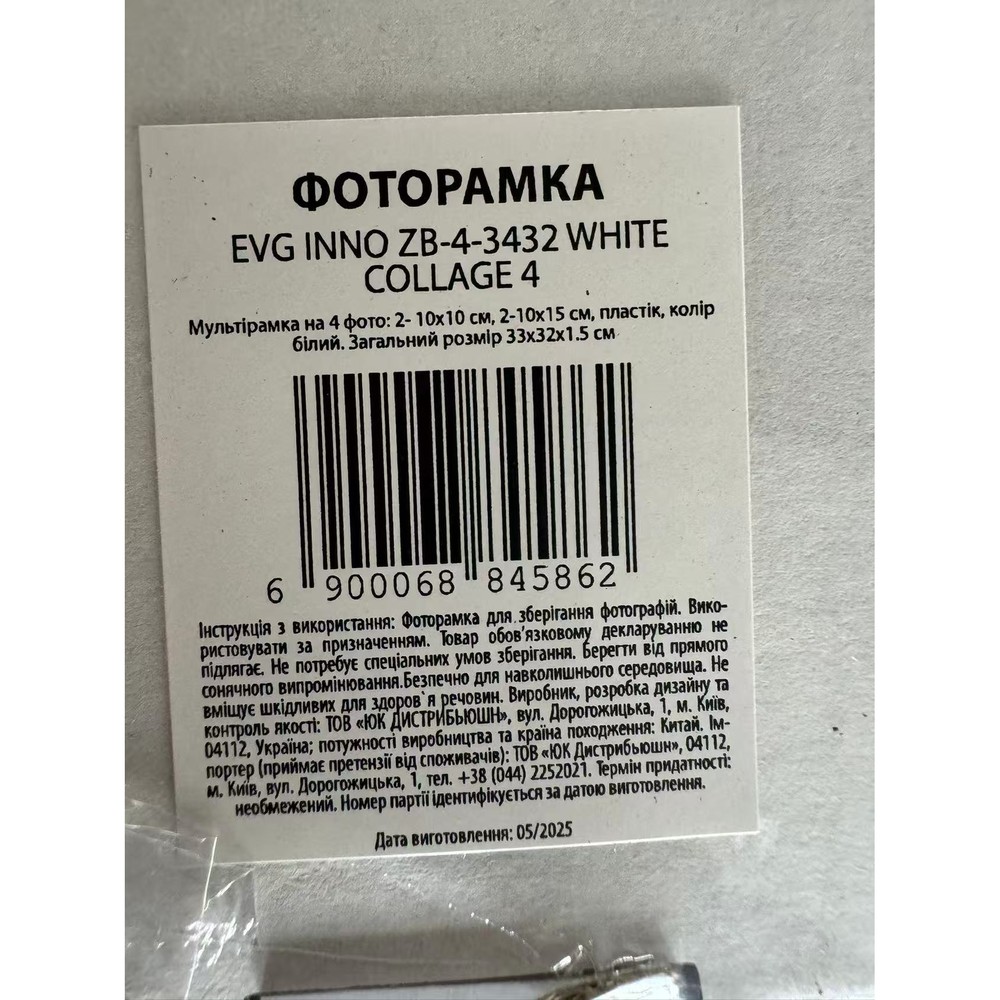 ФОТОРАМКА
EVG INNO ZB-4-3432 WHITE
COLLAGE 4
Мультірамка на 4 фото: 2- 10х10 см, 2-10х15 см, пластік, колір
білий. Загальний розмір 33х32х1.5 см
6 900068 845862
Інструкція з використання: Фоторамка для зберігання фотографій. Вико-
ристовувати за призначенням. Товар обов'язковому декларуванню не
підлягає. Не потребує спеціальних умов зберігання. Берегти від прямого
сонячного випромінювання.Безпечно для навколишнього середовища. Не
вміщує шкідливих для здоров`я речовин. Виробник, розробка дизайну та
контроль якості: ТОВ «ЮК ДИСТРИБЬЮШН», вул. Дорогожицька, 1, м. Київ,
04112, Україна; потужності виробництва та країна походження: Китай. Ім-
портер (приймає претензії від споживачів): ТОВ «ЮК Дистрибьюшн», 04112,
м. Київ, вул. Дорогожицька, 1, тел. +38 (044) 2252021. Термін придатності:
необмежений. Номер партії ідентифікується за датою виготовлення.
Дата виготовлення: 05/2025